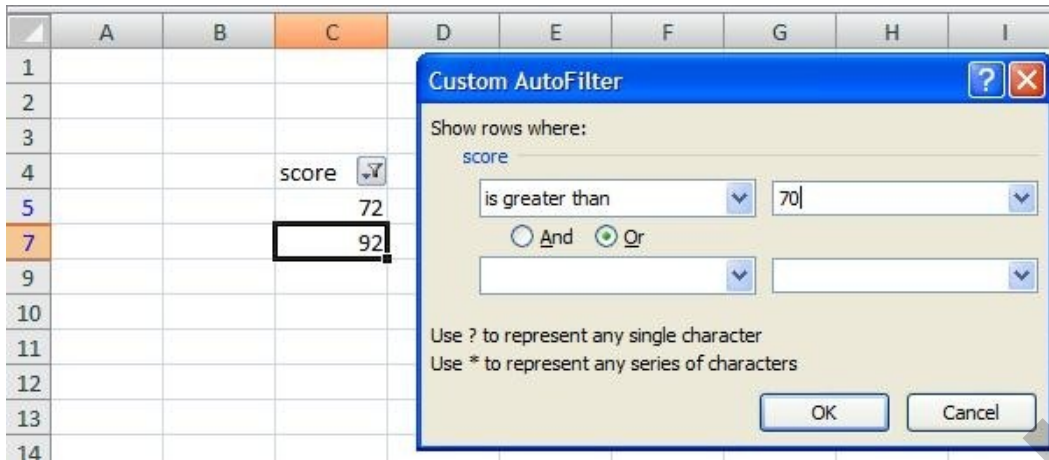 A B C D E F G H I
1
2
3
4 score
5 72
7 92
9
10
11
12
13
14
Custom AutoFilter ?
Show rows where:
score
is greater than 70
And Or
Use ? to represent any single character
Use * to represent any series of characters
OK Cancel